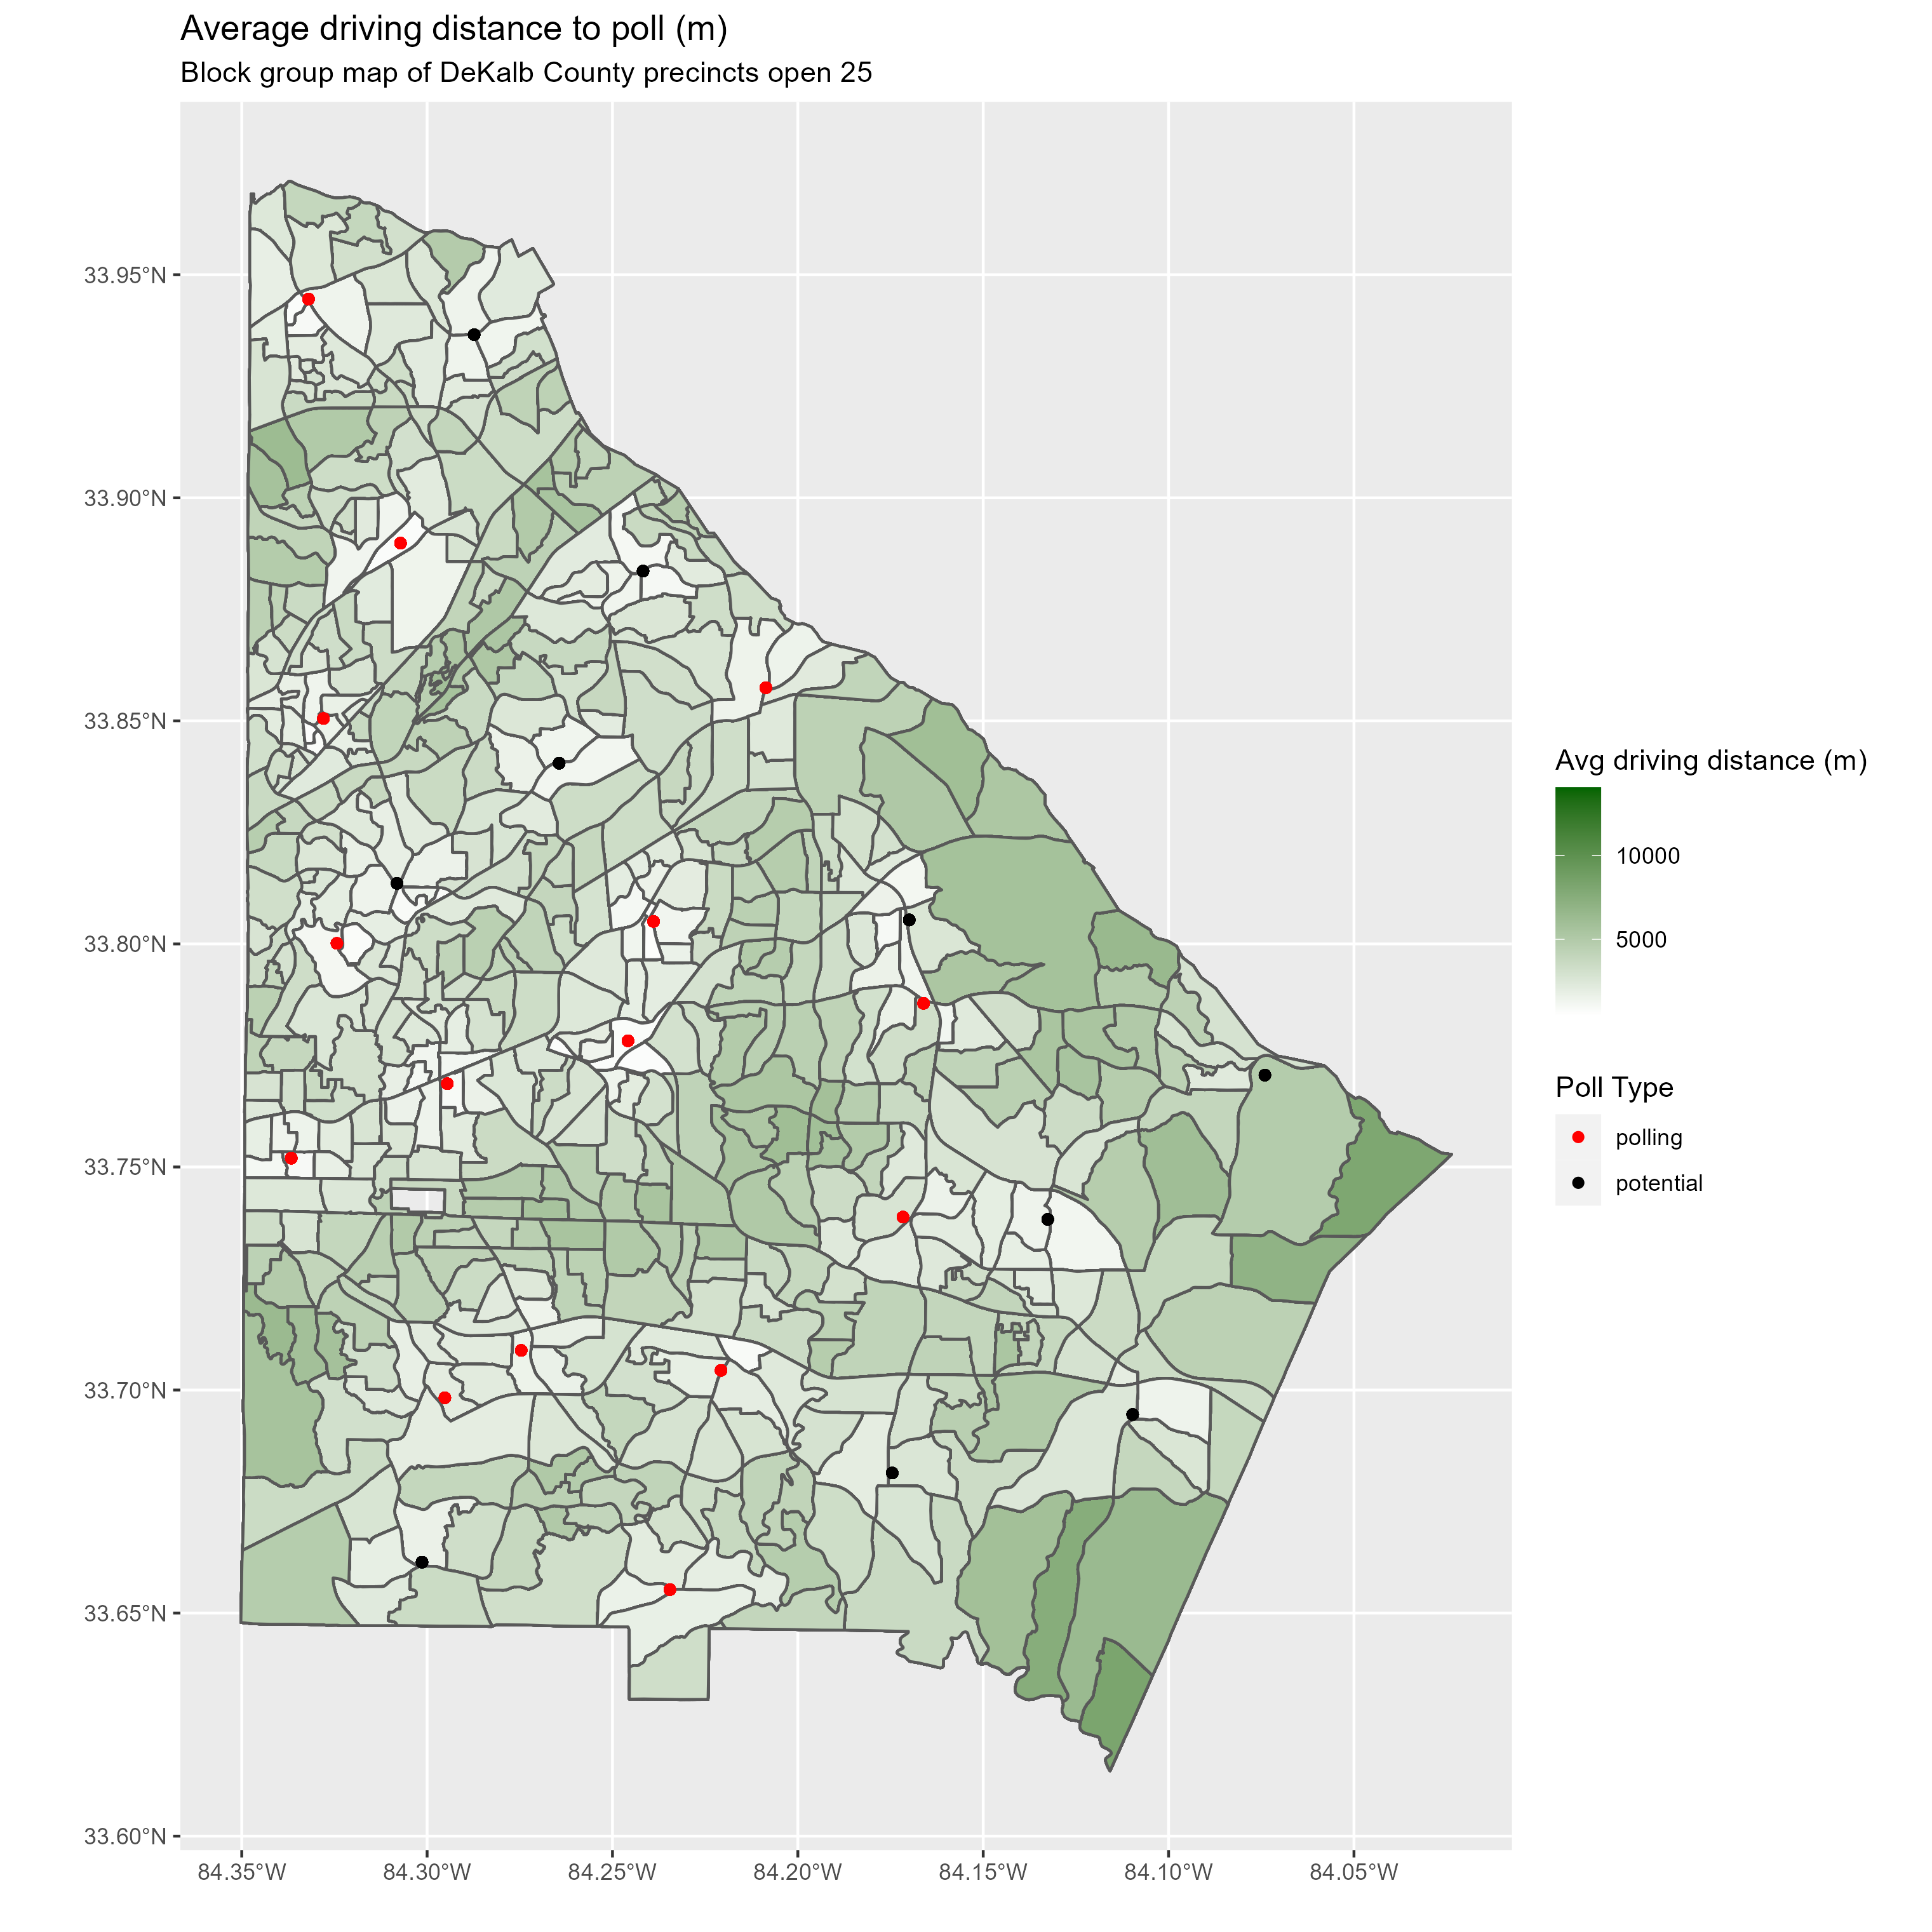 Average driving distance to poll (m)
Block group map of DeKalb County precincts open 25
33.95°N
33.90°N
33.85°N
33.80°N
33.75°N
33.70°N
33.65°N
33.60°N
84.35°W
84.30°W
84.25°W
84.20°W
84.15°W
84.10°W
84.05°W
Avg driving distance (m)
10000
5000
Poll Type
polling
potential